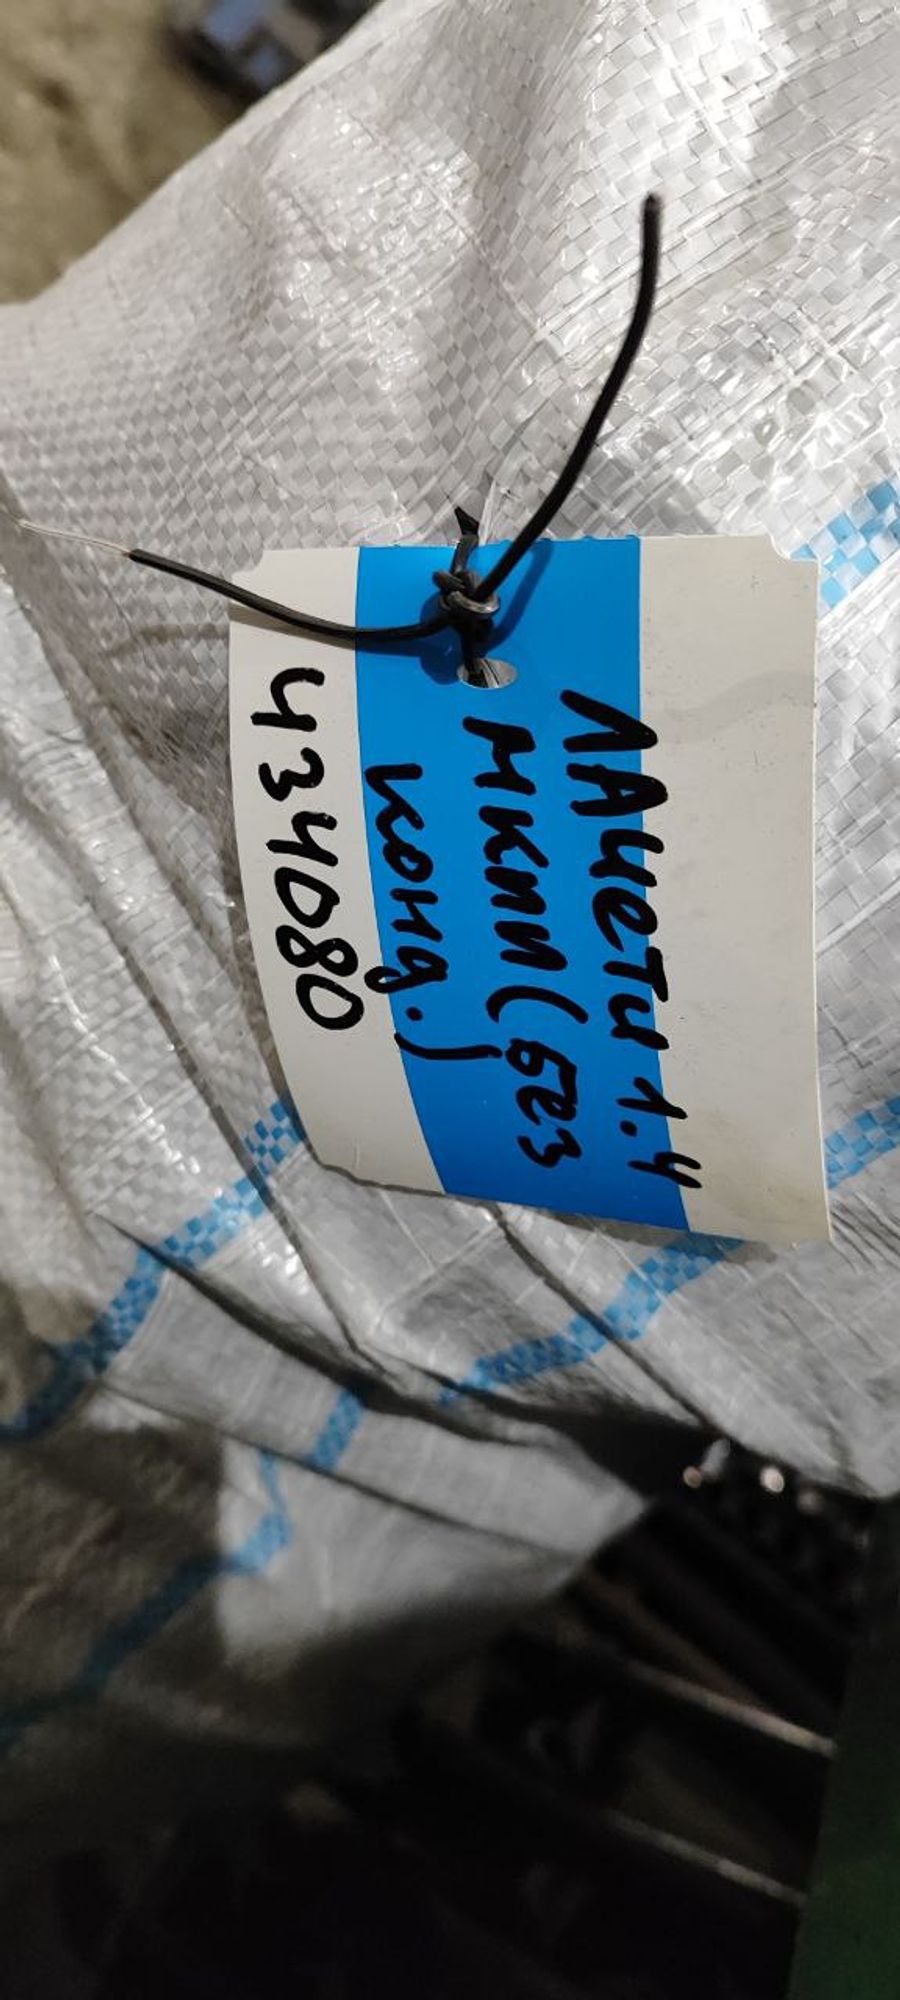 ЛАчети 1.4
МКПП (без
конд.)
434080